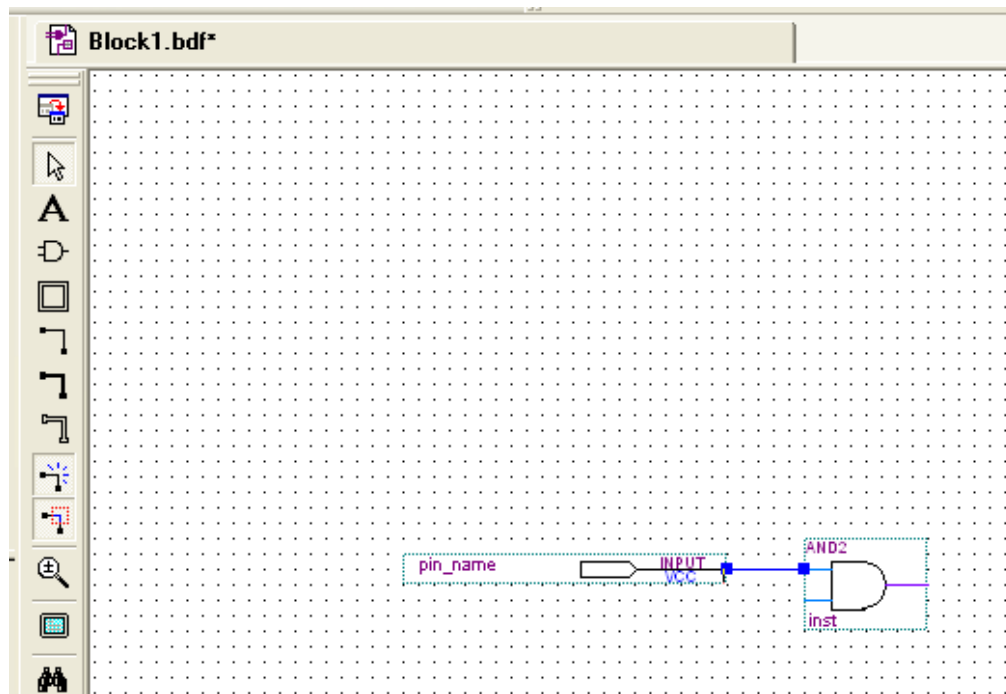 Block1.bdf*
A
AND2
pin_name
INPUT
VCC
inst